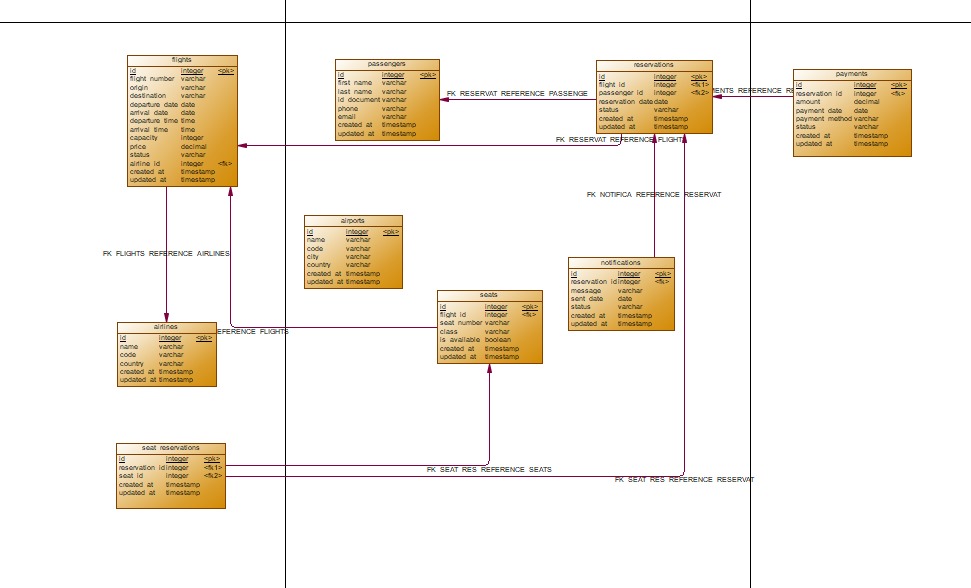 flights
id integer <pk>
flight number varchar
origin varchar
destination varchar
departure date date
arrival date date
departure time time
arrival time time
capacity integer
price decimal
status varchar
airline id integer <fk>
created at timestamp
updated at timestamp
passengers
id integer <pk>
first name varchar
last name varchar
id document varchar
phone varchar
email varchar
created at timestamp
updated at timestamp
reservations
id integer <pk>
flight id integer <fk1>
passenger id integer <fk2>
reservation date date
status varchar
created at timestamp
updated at timestamp
payments
id integer <pk>
reservation id integer <fk>
amount decimal
payment date date
payment method varchar
status varchar
created at timestamp
updated at timestamp
FK RESERVAT REFERENCE PASSENGE
MENTS REFERENCE RE
FK RESERVAT REFERENCE FLIGHT
FK NOTIFICA REFERENCE RESERVAT
airports
id integer <pk>
name varchar
code varchar
city varchar
country varchar
created at timestamp
updated at timestamp
FK FLIGHTS REFERENCE AIRLINES
notifications
id integer <pk>
reservation id integer <fk>
message varchar
sent date date
status varchar
created at timestamp
updated at timestamp
seats
id integer <pk>
flight id integer <fk>
seat number varchar
class varchar
is available boolean
created at timestamp
updated at timestamp
airlines
id integer <pk>
name varchar
code varchar
country varchar
created at timestamp
updated at timestamp
EFERENCE FLIGHTS
seat reservations
id integer <pk>
reservation id integer <fk1>
seat id integer <fk2>
created at timestamp
updated at timestamp
FK SEAT RES REFERENCE SEATS
FK SEAT RES REFERENCE RESERVAT